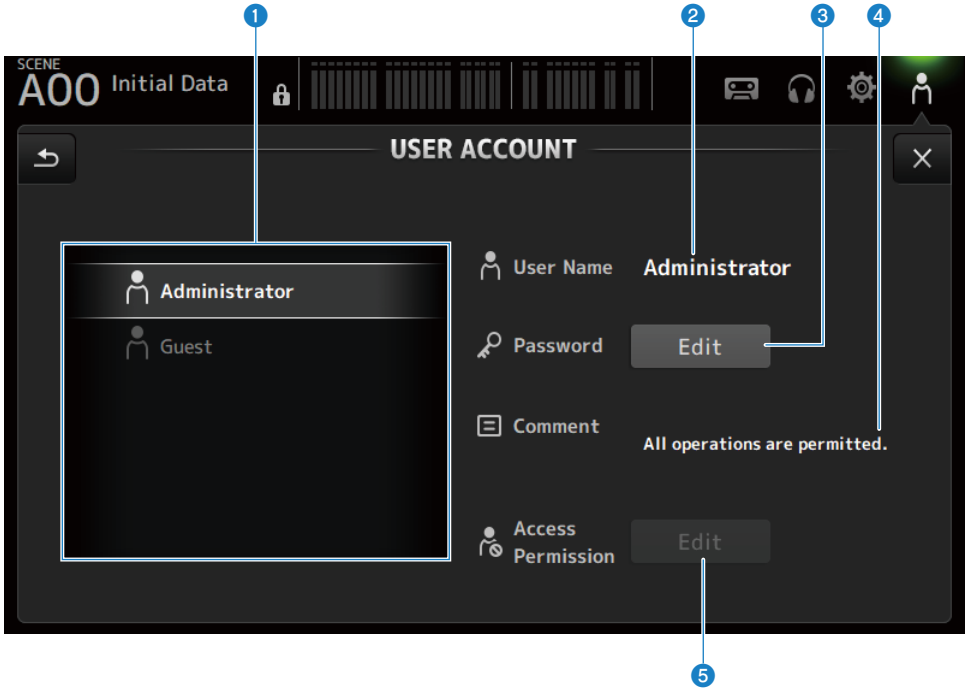 1 2 3 4
SCENE
A00 Initial Data
USER ACCOUNT
Administrator
Guest
User Name Administrator
Password Edit
Comment
All operations are permitted.
Access
Permission
Edit
5